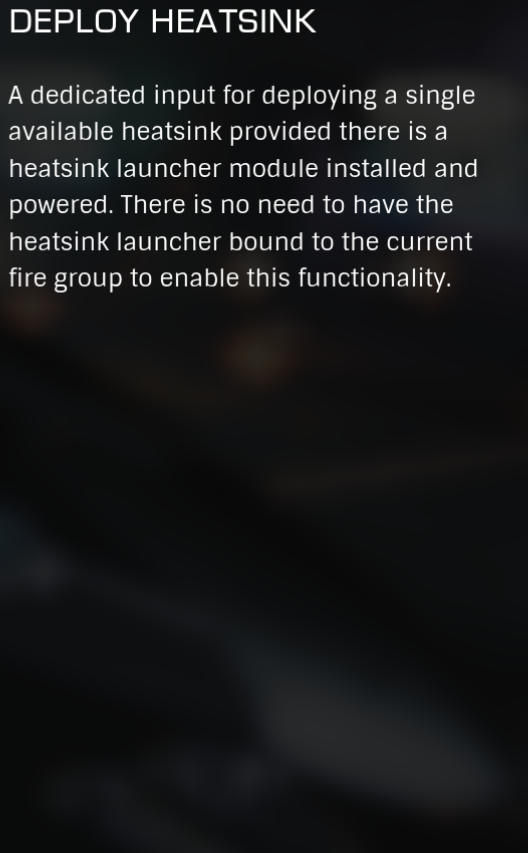 DEPLOY HEATSINK
A dedicated input for deploying a single
available heatsink provided there is a
heatsink launcher module installed and
powered. There is no need to have the
heatsink launcher bound to the current
fire group to enable this functionality.